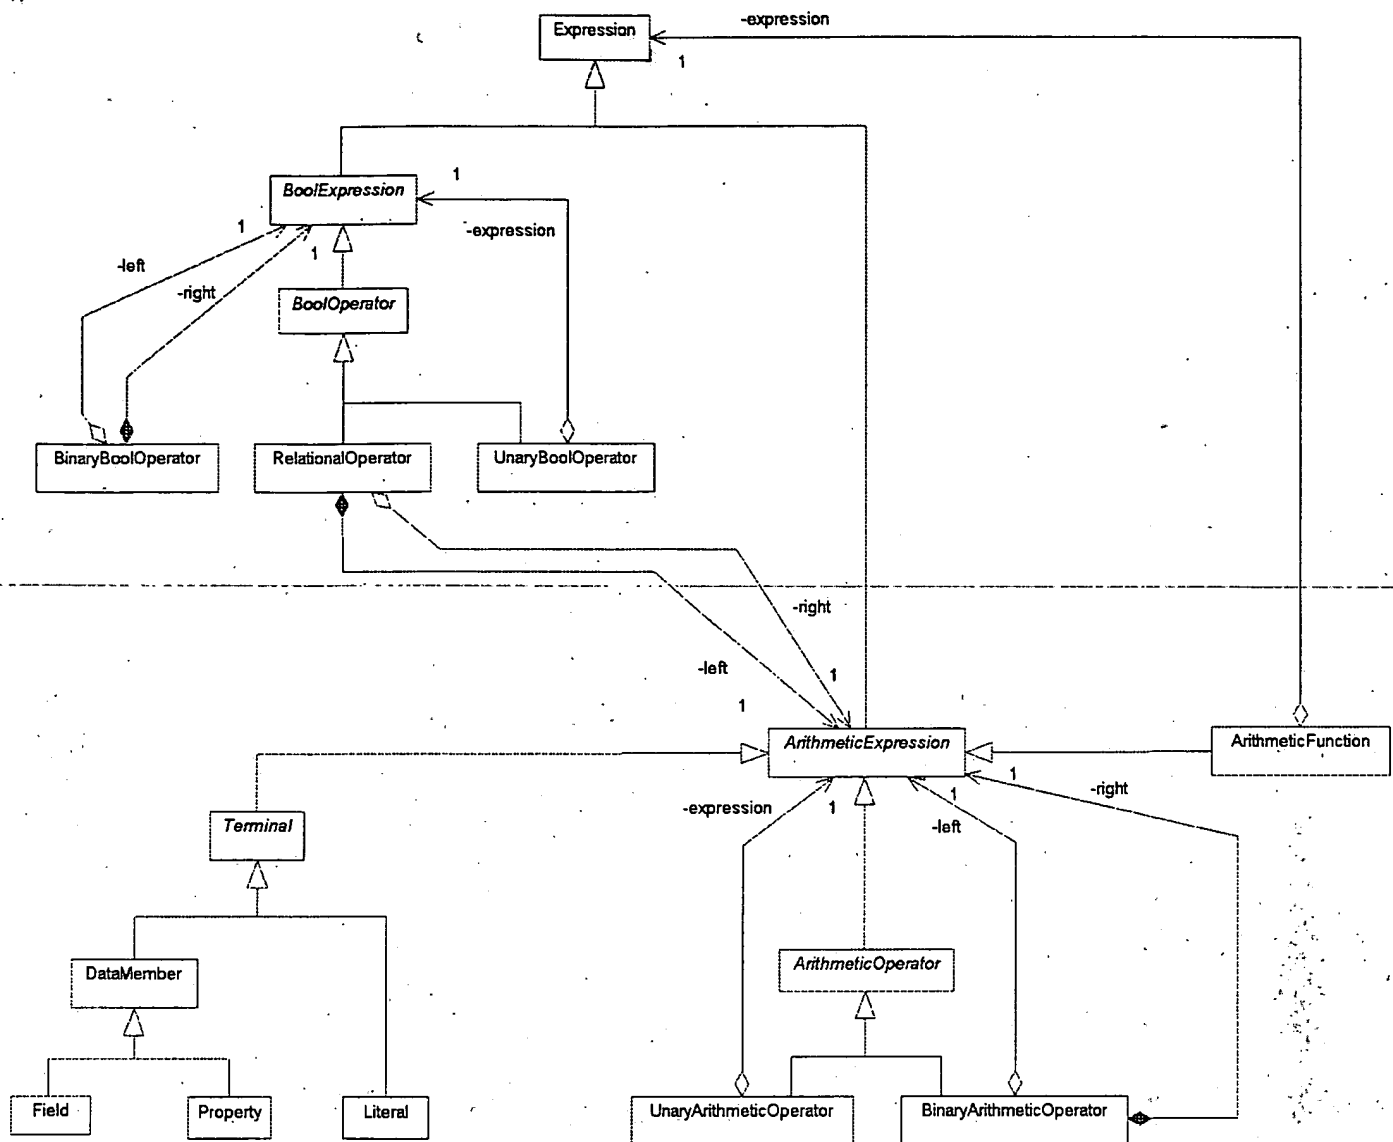 -expression
Expression
1
1
BoolExpression
1
-expression
1
-left
-right
BoolOperator
BinaryBoolOperator
RelationalOperator
UnaryBoolOperator
-right
-left
1
1
ArithmeticExpression
ArithmeticFunction
1
-right
-expression
1
1
-left
Terminal
DataMember
ArithmeticOperator
Field
Property
Literal
UnaryArithmeticOperator
BinaryArithmeticOperator